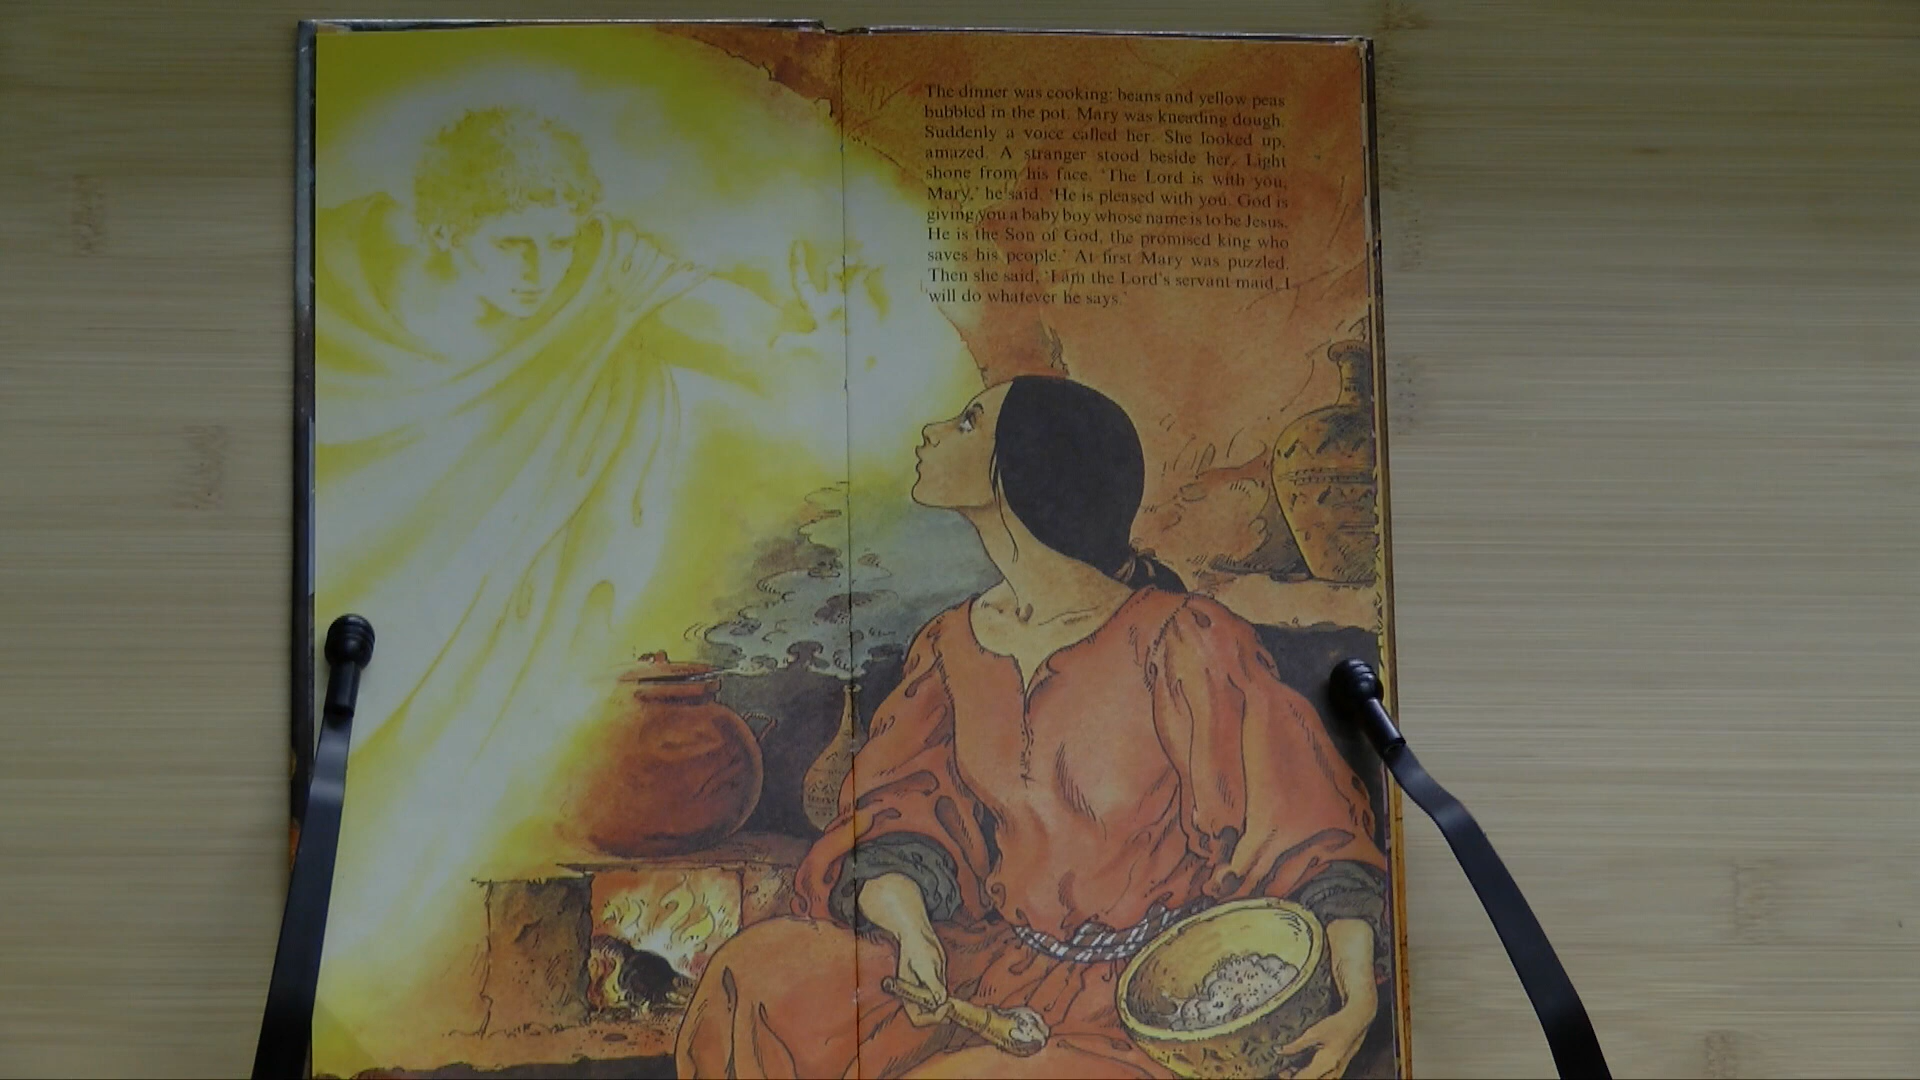 The dinner was cooking: beans and yellow peas
bubbled in the pot. Mary was kneading dough.
Suddenly a voice called her. She looked up,
amazed. A stranger stood beside her. Light
shone from his face. ‘The Lord is with you,
Mary,’ he said. ‘He is pleased with you. God is
giving you a baby boy whose name is to be Jesus.
He is the Son of God, the promised king who
saves his people.’ At first Mary was puzzled.
Then she said, ‘I am the Lord’s servant-maid, I
will do whatever he says.’